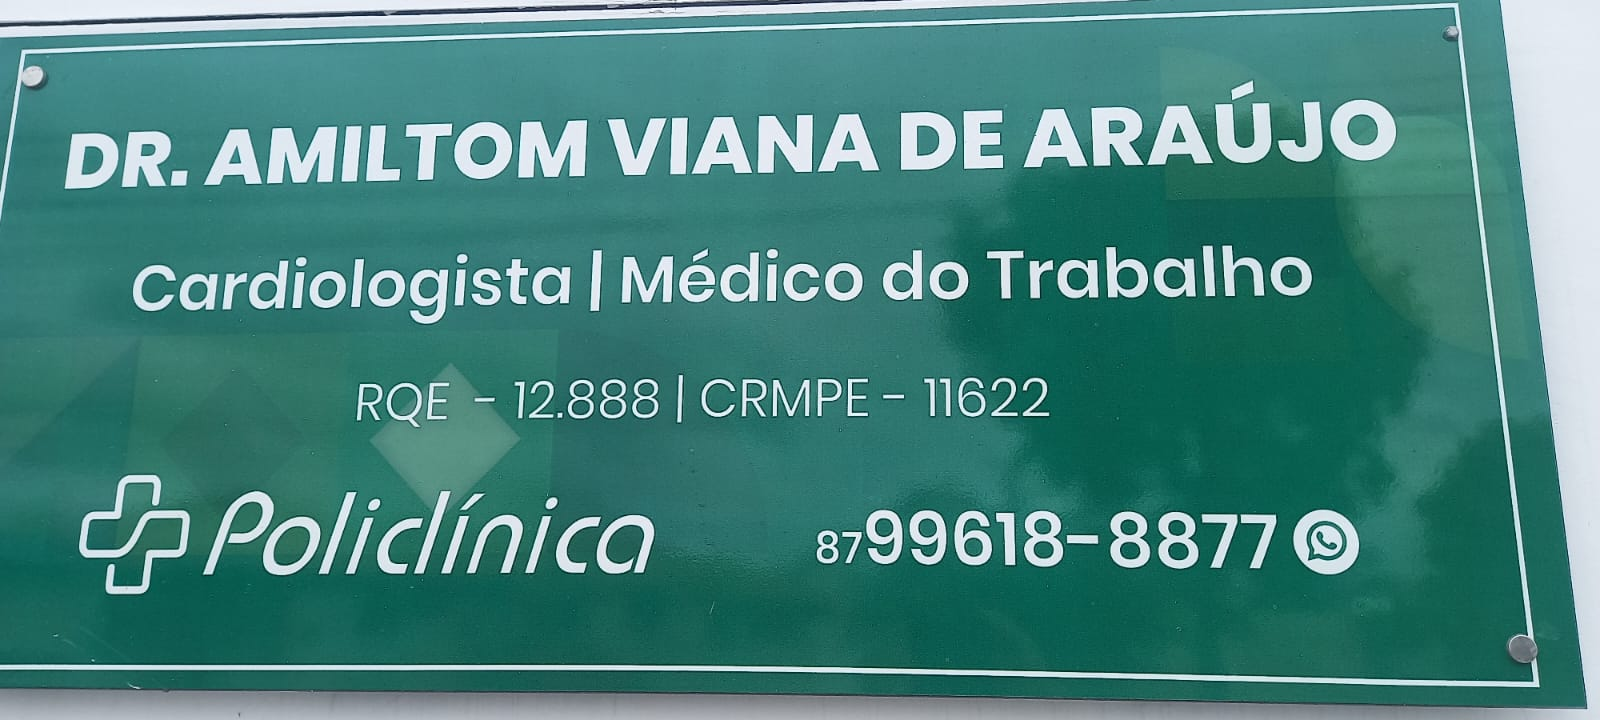 DR. AMILTOM VIANA DE ARAÚJO
Cardiologista | Médico do Trabalho
RQE - 12.888 | CRMPE - 11622
Policlínica
87 99618-8877